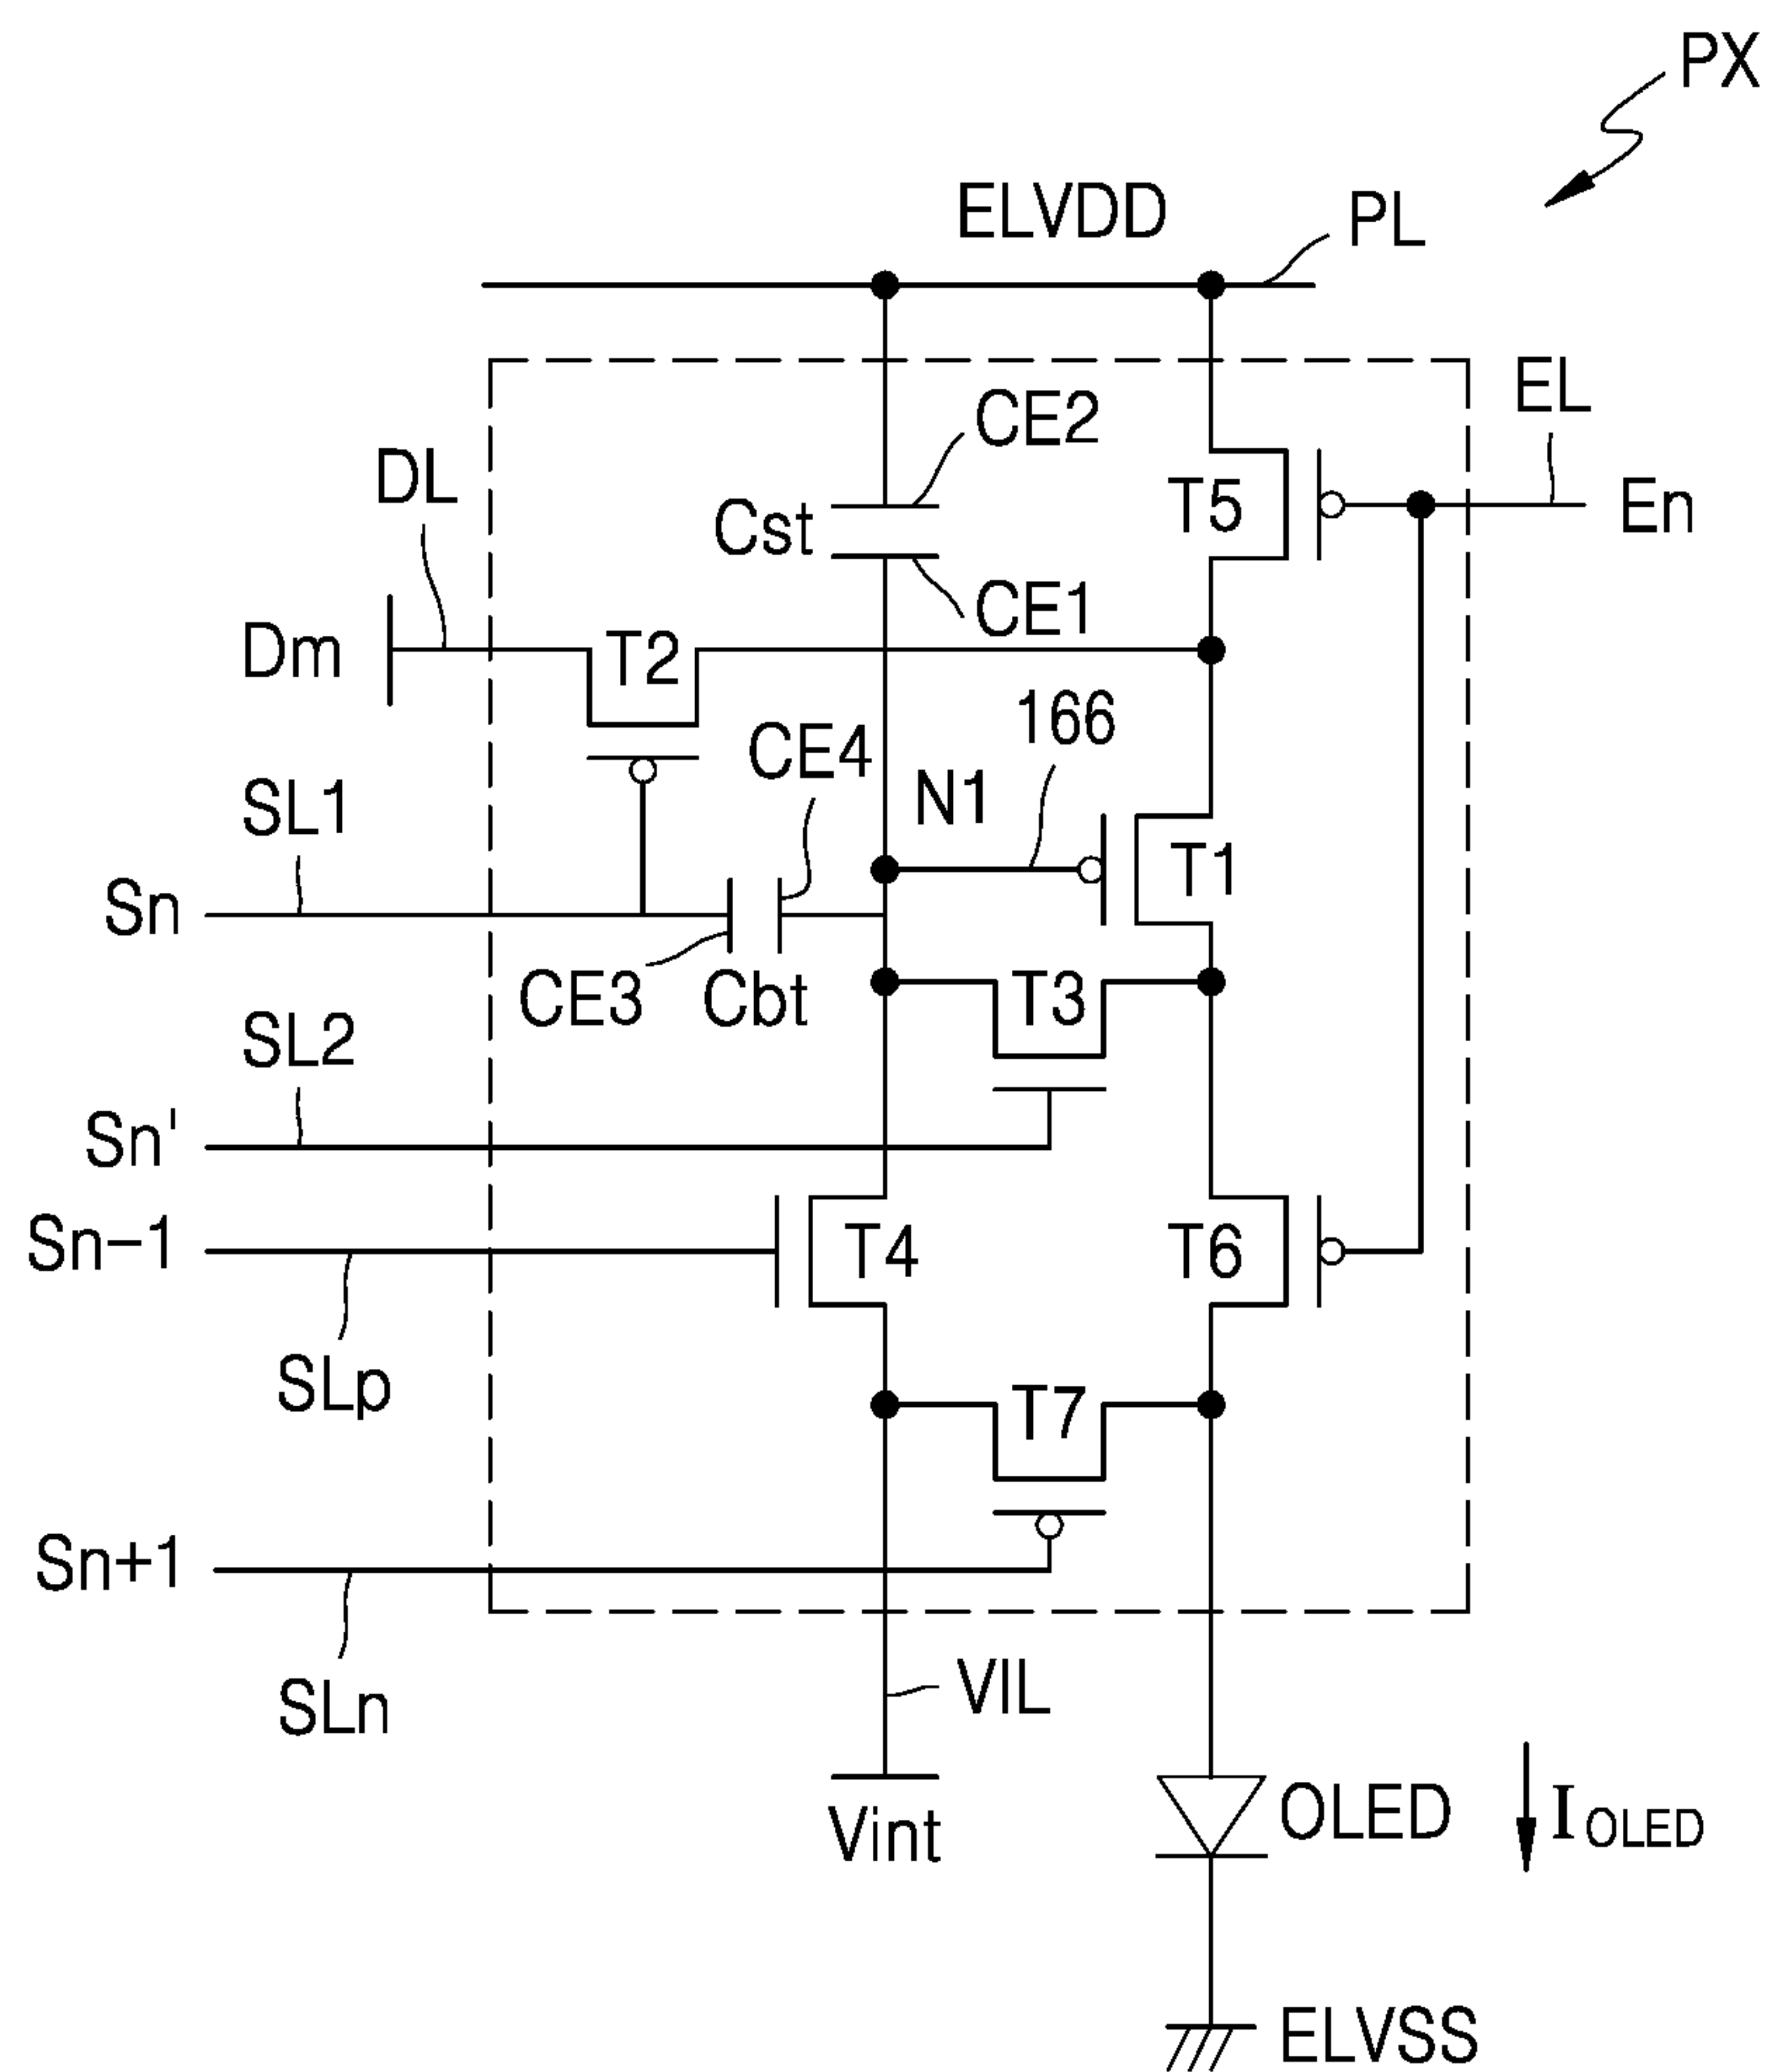 PX
ELVDD
PL
CE2
EL
DL
Cst
T5
En
CE1
Dm
T2
166
CE4
N1
SL1
T1
Sn
CE3
Cbt
T3
SL2
Sn'
Sn-1
T4
T6
SLp
T7
Sn+1
VIL
SLn
Vint
OLED
IOLED
ELVSS